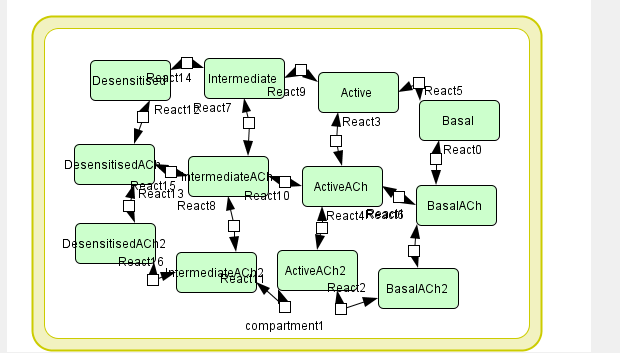 Desensitised
React14
Intermediate
React9
Active
React5
Basal
React12
React7
React3
React0
DesensitisedACh
React15
IntermediateACh
React10
ActiveACh
BasalACh
React13
React8
React4
React6
DesensitisedACh2
React16
IntermediateACh2
React11
ActiveACh2
React2
BasalACh2
compartment1